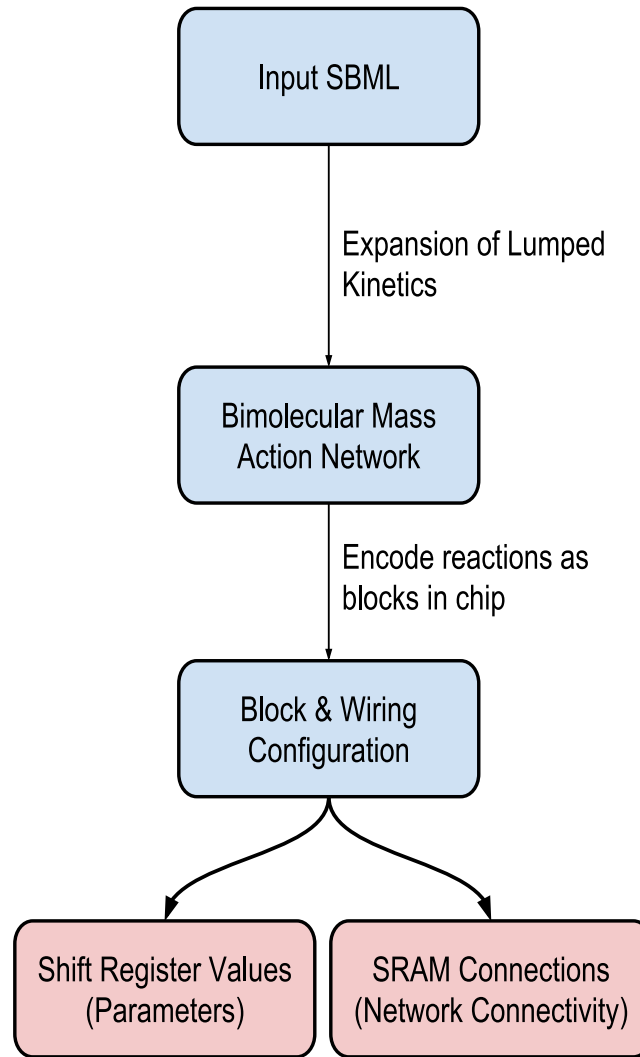 Input SBML
Expansion of Lumped
Kinetics
Bimolecular Mass
Action Network
Encode reactions as
blocks in chip
Block & Wiring
Configuration
Shift Register Values
(Parameters)
SRAM Connections
(Network Connectivity)